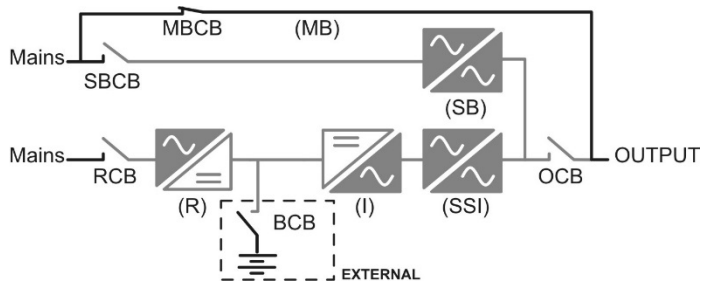 MBCB (MB)
Mains
SBCB
(SB)
Mains
RCB
(R)
(I)
(SSI)
OCB
OUTPUT
BCB
EXTERNAL